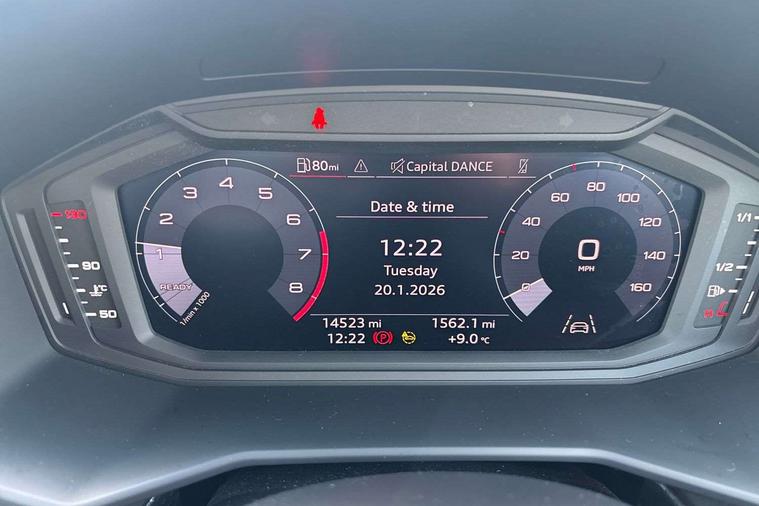 80mi
Capital DANCE
Date & time
12:22
Tuesday
20.1.2026
14523 mi
1562.1 mi
12:22
P
+9.0 °C
1
2
3
4
5
6
7
8
READY
1/min x 1000
0
20
40
60
80
100
120
140
160
0
MPH
130
90
°C
50
1/1
1/2